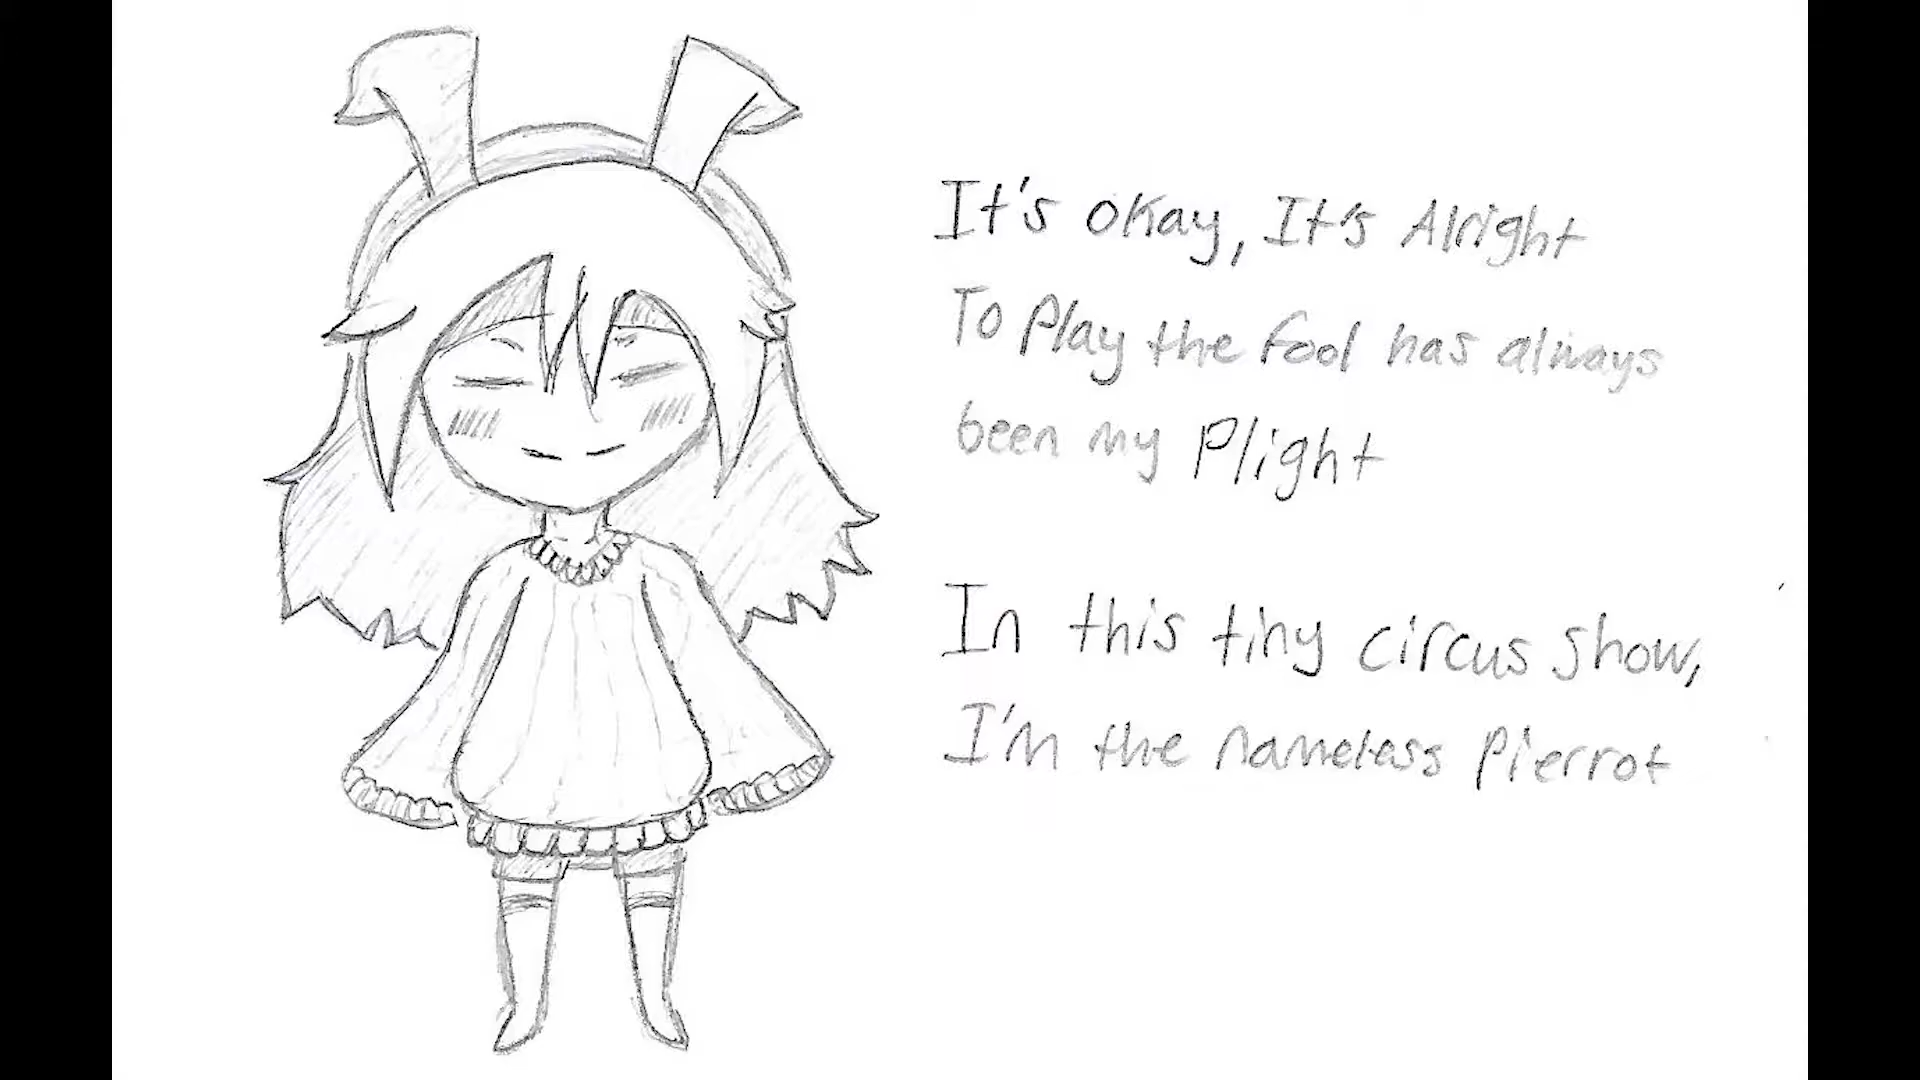 It's okay, It's Alright
To Play the fool has always
been my Plight
In this tiny circus show,
I'm the nameless Pierrot